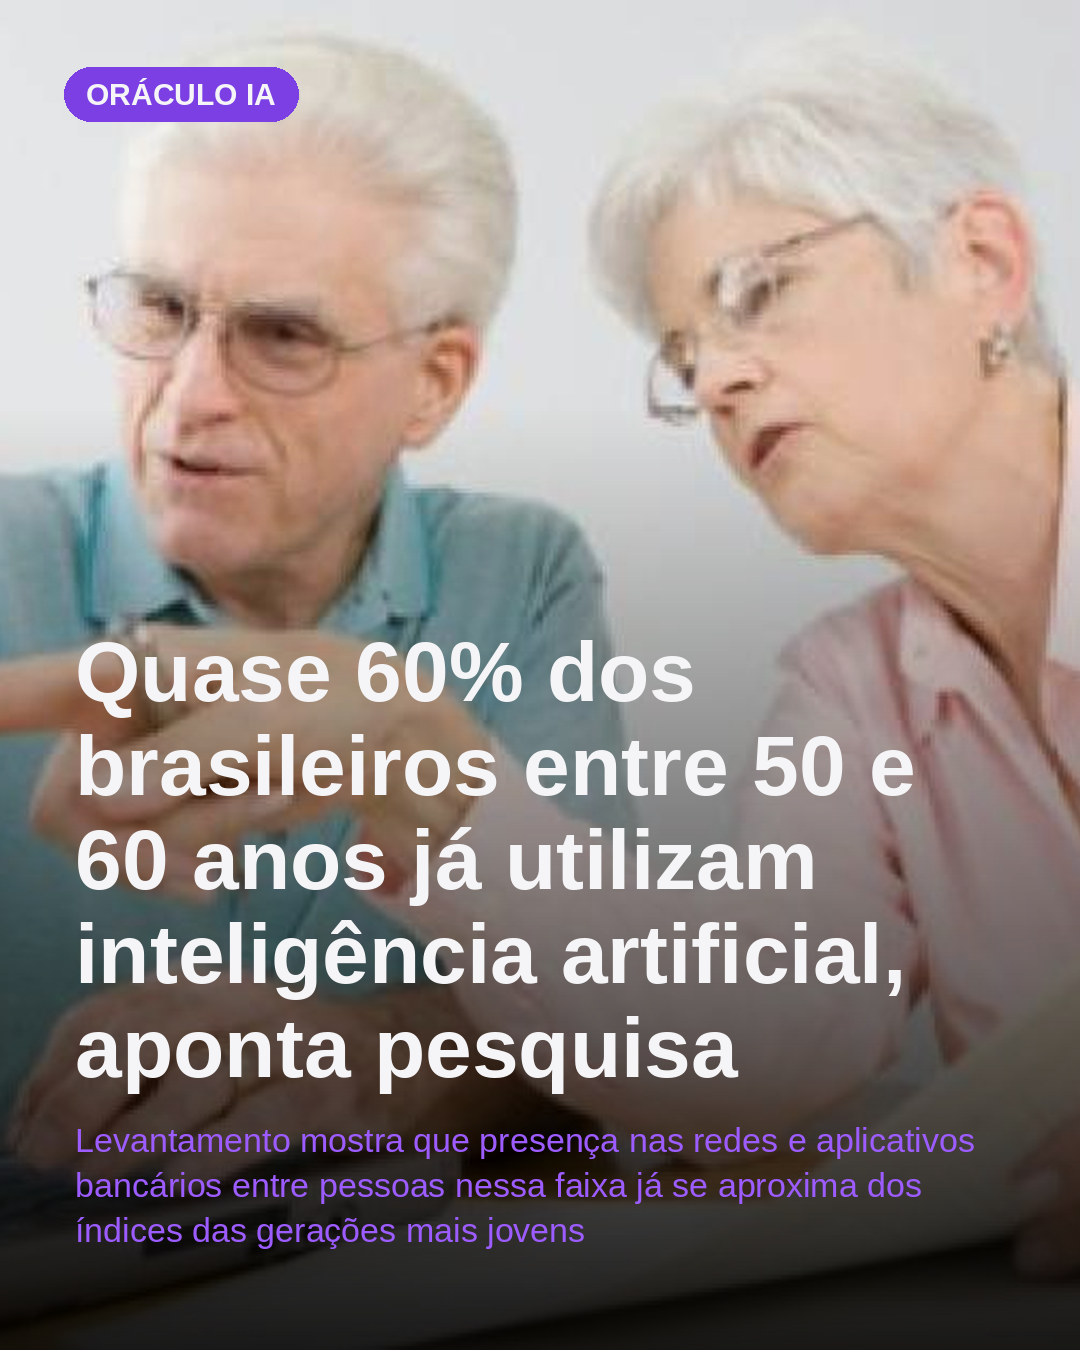 ORÁCULO IA
Quase 60% dos
brasileiros entre 50 e
60 anos já utilizam
inteligência artificial,
aponta pesquisa
Levantamento mostra que presença nas redes e aplicativos
bancários entre pessoas nessa faixa já se aproxima dos
índices das gerações mais jovens